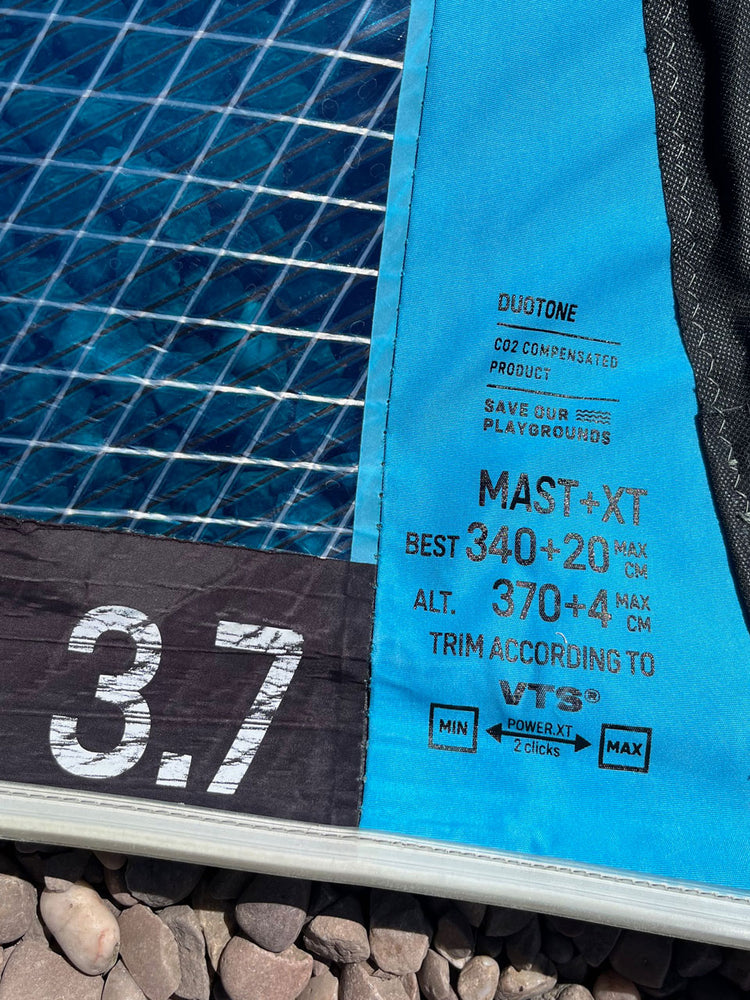 DUOTONE
CO2 COMPENSATED
PRODUCT
SAVE OUR
PLAYGROUNDS
MAST+XT
BEST 340+20 MAX CM
ALT. 370+4 MAX CM
TRIM ACCORDING TO
VTS®
MIN POWER.XT MAX
2 clicks
3.7